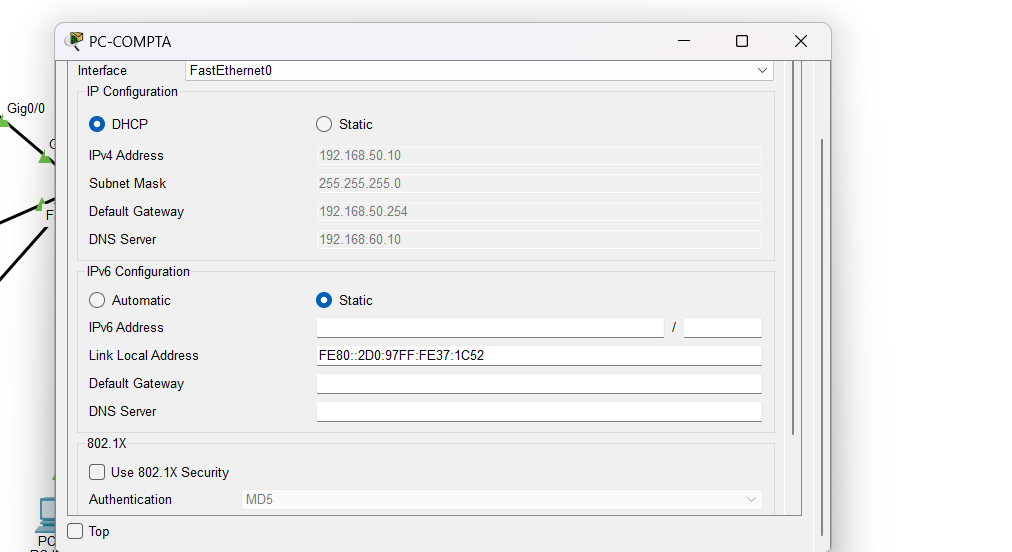 PC-COMPTA
Interface FastEthernet0
IP Configuration
Gig0/0
DHCP Static
IPv4 Address 192.168.50.10
Subnet Mask 255.255.255.0
Default Gateway 192.168.50.254
DNS Server 192.168.60.10
IPv6 Configuration
Automatic Static
IPv6 Address /
Link Local Address FE80::2D0:97FF:FE37:1C52
Default Gateway
DNS Server
802.1X
Use 802.1X Security
Authentication MD5
Top
PC